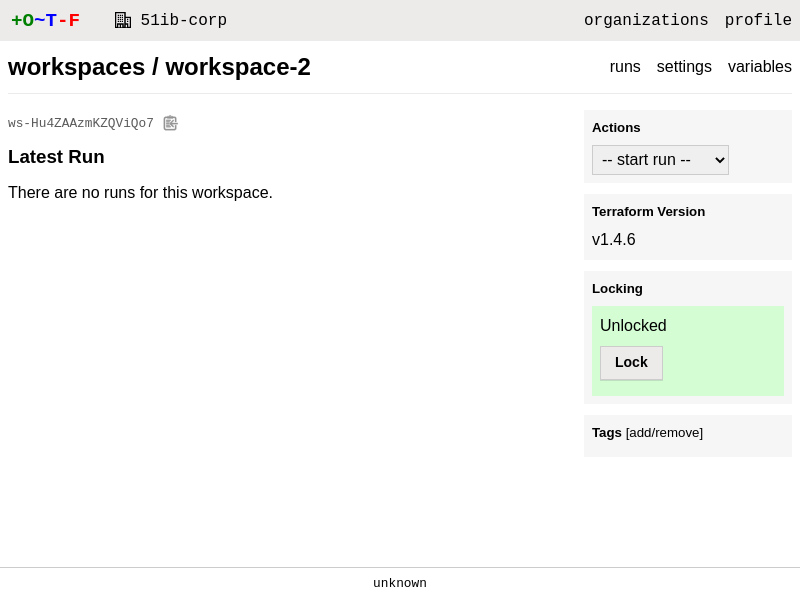 +O~T-F 51ib-corp organizations profile
workspaces / workspace-2 runs settings variables
ws-Hu4ZAAzmKZQViQo7
Latest Run
There are no runs for this workspace.
Actions
-- start run --
Terraform Version
v1.4.6
Locking
Unlocked
Lock
Tags [add/remove]
unknown